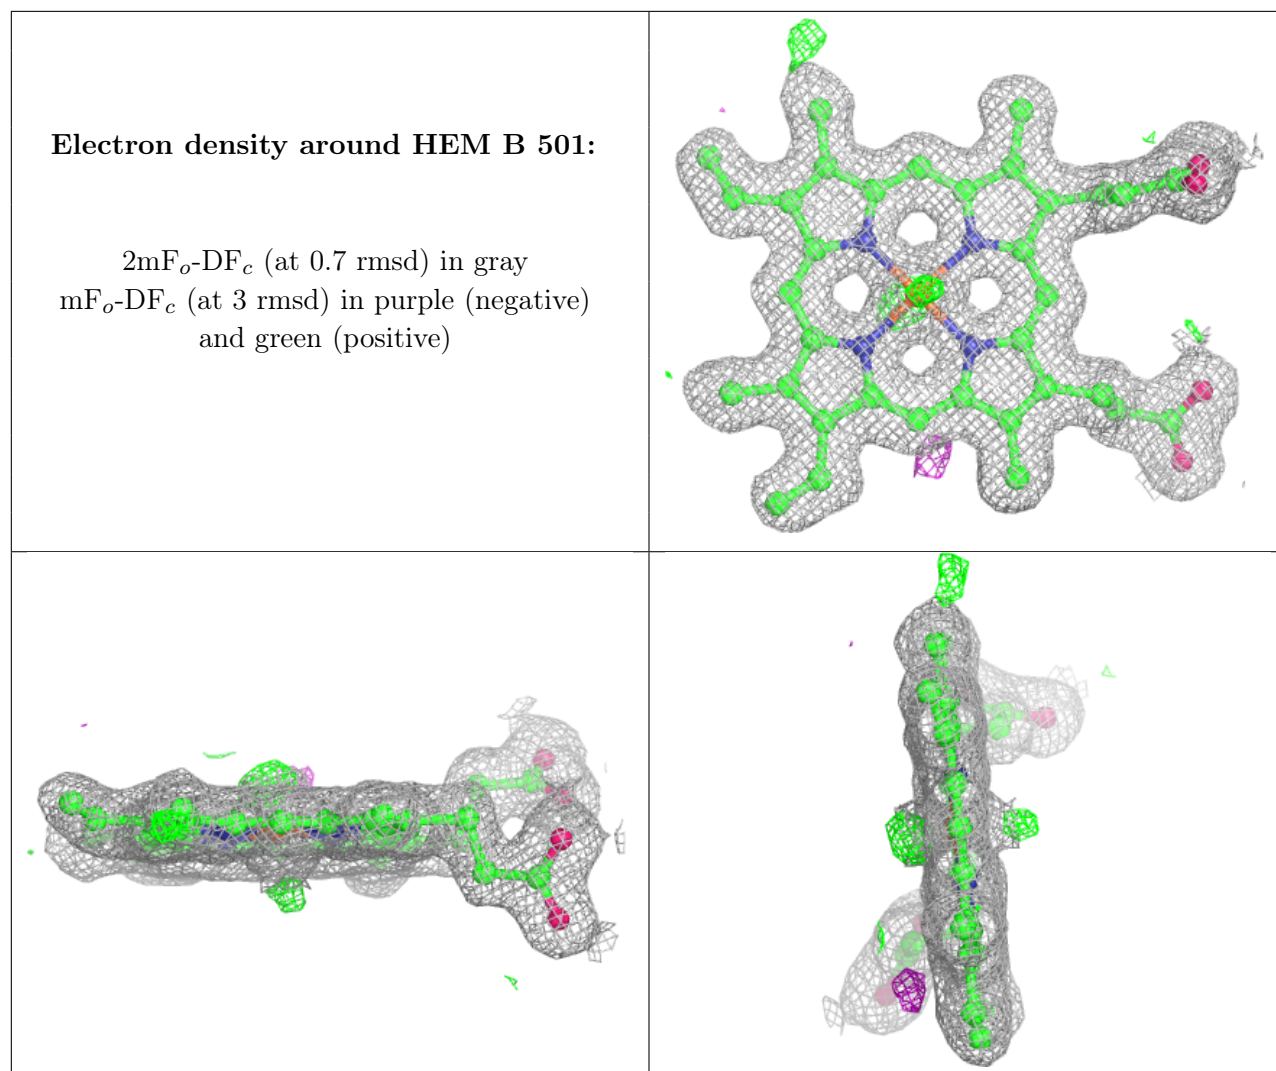 Electron density around HEM B 501:
2mFo-DFc (at 0.7 rmsd) in gray
mFo-DFc (at 3 rmsd) in purple (negative)
and green (positive)